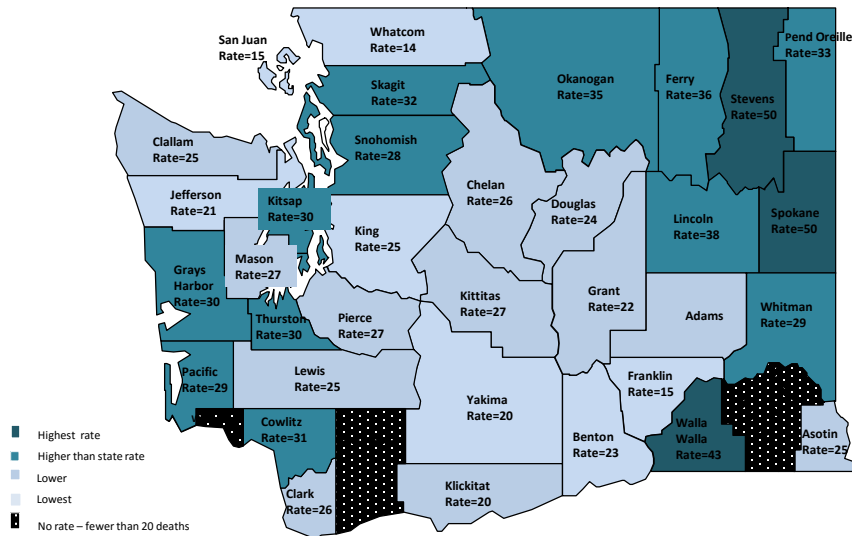 San Juan
Rate=15
Whatcom
Rate=14
Skagit
Rate=32
Okanogan
Rate=35
Ferry
Rate=36
Stevens
Rate=50
Pend Oreille
Rate=33
Clallam
Rate=25
Snohomish
Rate=28
Chelan
Rate=26
Douglas
Rate=24
Jefferson
Rate=21
Kitsap
Rate=30
King
Rate=25
Lincoln
Rate=38
Spokane
Rate=50
Mason
Rate=27
Grays
Harbor
Rate=30
Thurston
Rate=30
Pierce
Rate=27
Kittitas
Rate=27
Grant
Rate=22
Adams
Whitman
Rate=29
Pacific
Rate=29
Lewis
Rate=25
Yakima
Rate=20
Franklin
Rate=15
Benton
Rate=23
Walla
Walla
Rate=43
Asotin
Rate=25
Cowlitz
Rate=31
Clark
Rate=26
Klickitat
Rate=20
Highest rate
Higher than state rate
Lower
Lowest
No rate – fewer than 20 deaths